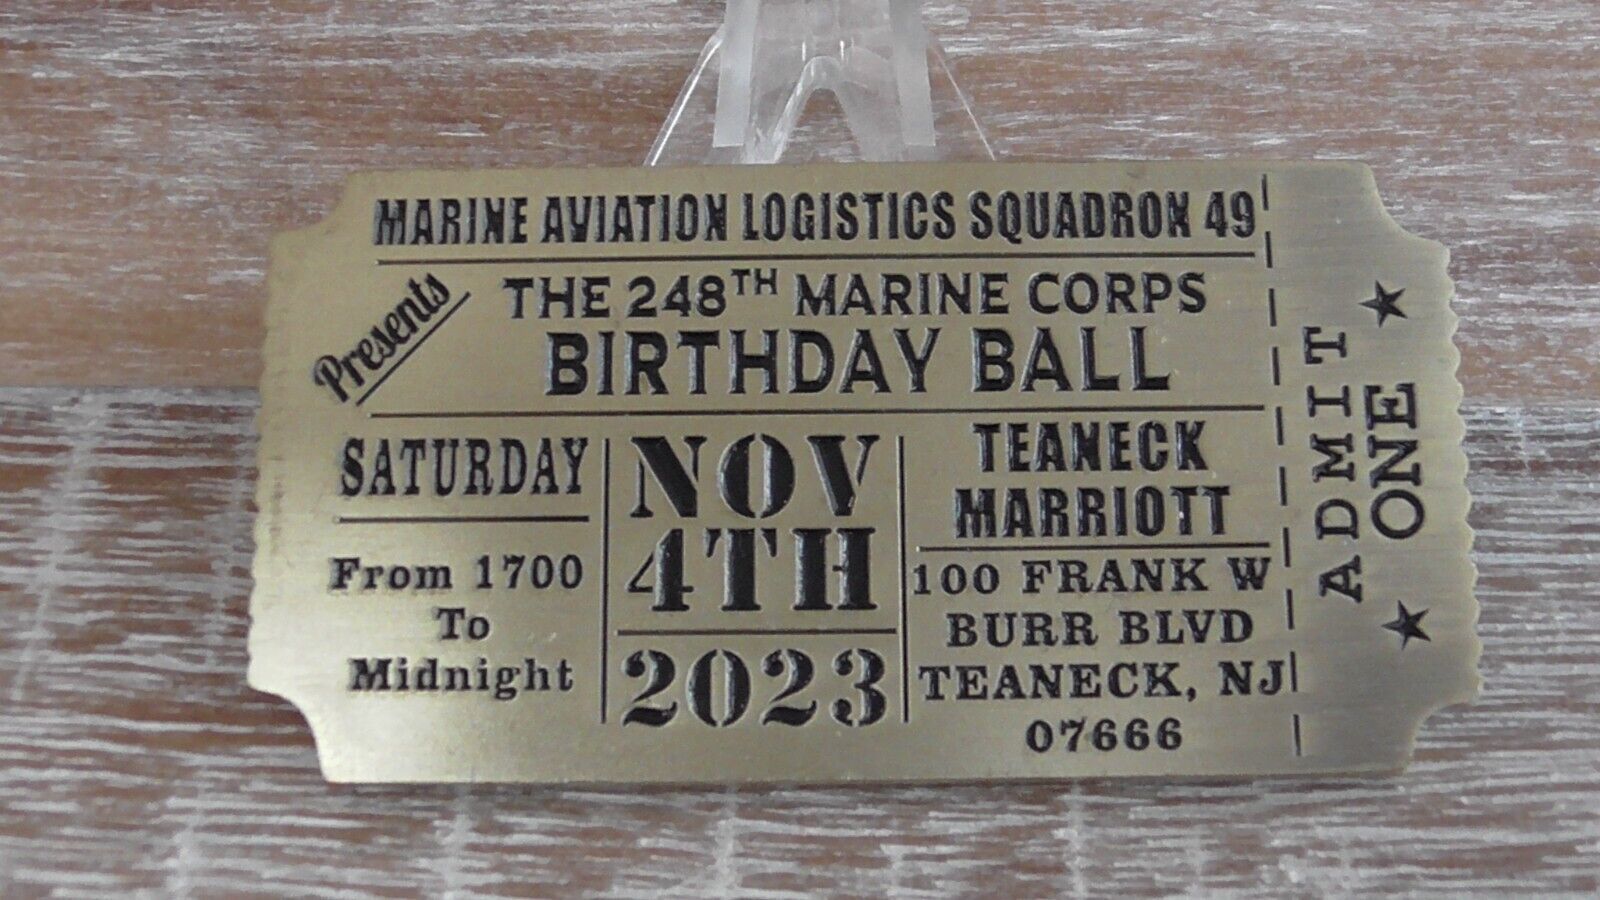 MARINE AVIATION LOGISTICS SQUADRON 49
Presents
THE 248TH MARINE CORPS
BIRTHDAY BALL
SATURDAY
From 1700
To
Midnight
NOV
4TH
2023
TEANECK
MARRIOTT
100 FRANK W
BURR BLVD
TEANECK, NJ
07666
ADMIT
★ ONE ★